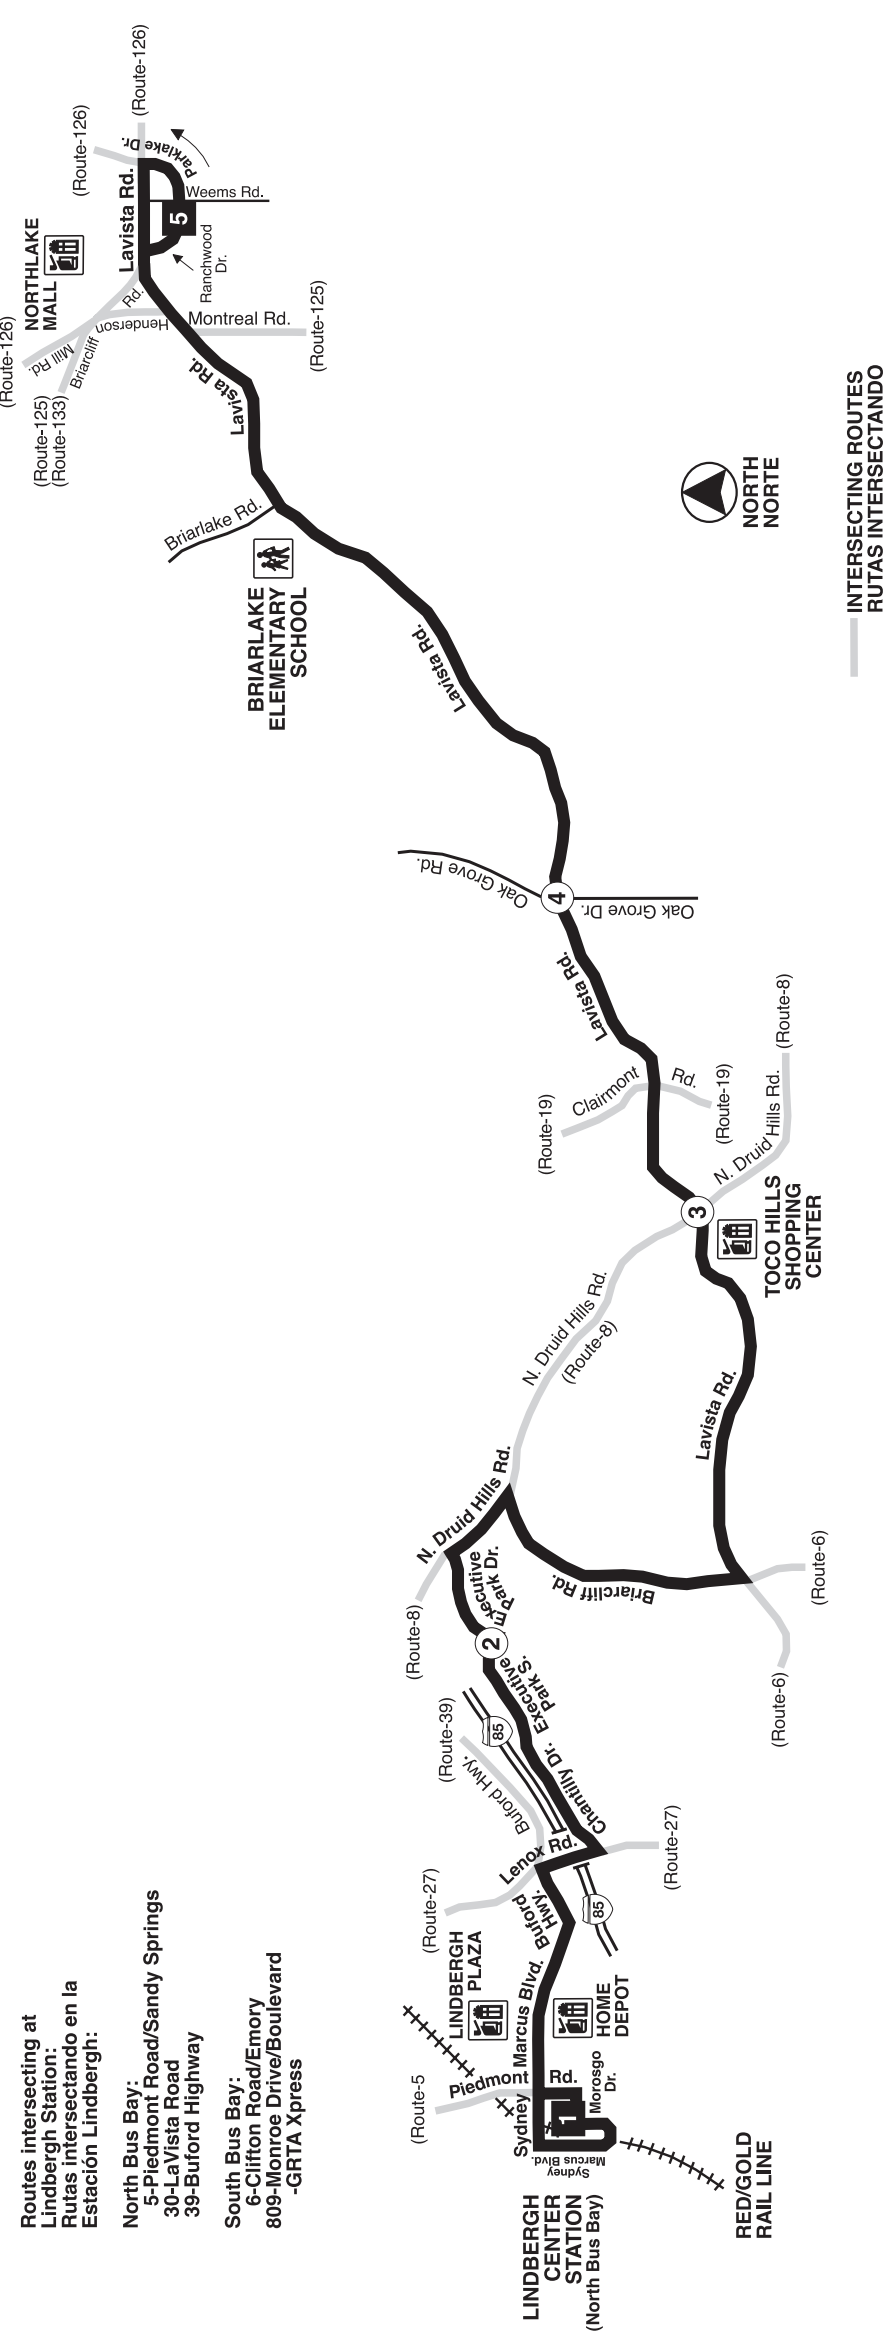 Routes intersecting at
Lindbergh Station:
Rutas intersectando en la
Estación Lindbergh:
North Bus Bay:
5-Piedmont Road/Sandy Springs
30-LaVista Road
39-Buford Highway
South Bus Bay:
6-Clifton Road/Emory
809-Monroe Drive/Boulevard
-GRTA Xpress
LINDBERGH
CENTER
STATION
(North Bus Bay)
RED/GOLD
RAIL LINE
1
Sydney
Marcus Blvd.
Sydney
Marcus Blvd.
Morosgo
Dr.
Piedmont
Rd.
(Route-5
LINDBERGH
PLAZA
HOME
DEPOT
Buford
Hwy.
(Route-27)
Lenox Rd.
(Route-27)
85
85
Buford Hwy.
(Route-39)
Chantilly Dr.
Executive
Park S.
2
Executive
Park Dr.
(Route-8)
N. Druid Hills Rd.
Briarcliff Rd.
(Route-6)
(Route-6)
Lavista Rd.
N. Druid Hills Rd.
(Route-8)
3
TOCO HILLS
SHOPPING
CENTER
N. Druid Hills Rd.
(Route-8)
(Route-19)
Clairmont
Rd.
(Route-19)
Lavista Rd.
4
Oak Grove Rd.
Oak Grove Dr.
Lavista Rd.
BRIARLAKE
ELEMENTARY
SCHOOL
Briarlake Rd.
Lavista Rd.
(Route-125)
(Route-133)
(Route-126)
Mill Rd.
Briarcliff
Rd.
Henderson
Montreal Rd.
(Route-125)
NORTHLAKE
MALL
Lavista Rd.
Ranchwood
Dr.
5
Weems Rd.
Parklake Dr.
(Route-126)
(Route-126)
NORTH
NORTE
INTERSECTING ROUTES
RUTAS INTERSECTANDO